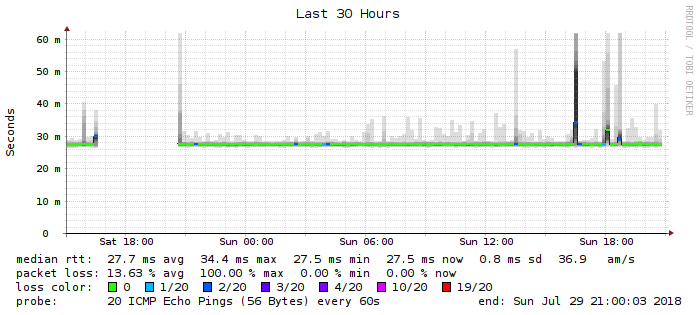 Last 30 Hours
RRDTOOL / TOBI OETIKER
Seconds
60 m
50 m
40 m
30 m
20 m
10 m
0
Sat 18:00 Sun 00:00 Sun 06:00 Sun 12:00 Sun 18:00
median rtt: 27.7 ms avg 34.4 ms max 27.5 ms min 27.5 ms now 0.8 ms sd 36.9 am/s
packet loss: 13.63 % avg 100.00 % max 0.00 % min 0.00 % now
loss color: 0 1/20 2/20 3/20 4/20 10/20 19/20
probe: 20 ICMP Echo Pings (56 Bytes) every 60s end: Sun Jul 29 21:00:03 2018